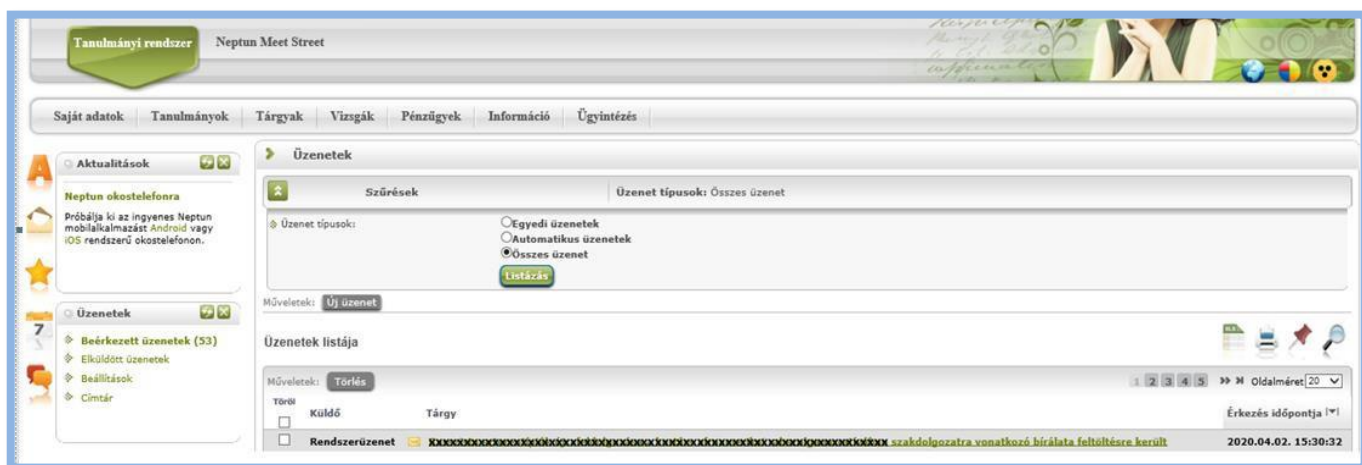 Tanulmányi rendszer
Neptun Meet Street
Saját adatok Tanulmányok Tárgyak Vizsgák Pénzügyek Információ Ügyintézés
Aktualitások
Neptun okostelefonra
Próbálja ki az ingyenes Neptun
mobilalkalmazást Android vagy
iOS rendszerű okostelefonon.
7
Üzenetek
Beérkezett üzenetek (53)
Elküldött üzenetek
Beállítások
Címtár
Üzenetek
Szűrések Üzenet típusok: Összes üzenet
Üzenet típusok: Egyedi üzenetek
Automatikus üzenetek
Összes üzenet
Listázás
Műveletek: Új üzenet
Üzenetek listája
Műveletek: Törlés 1 2 3 4 5 Oldalméret 20
Töröl Küldő Tárgy Érkezés időpontja
Rendszerüzenet szakdolgozatra vonatkozó bírálata feltöltésre került 2020.04.02. 15:30:32